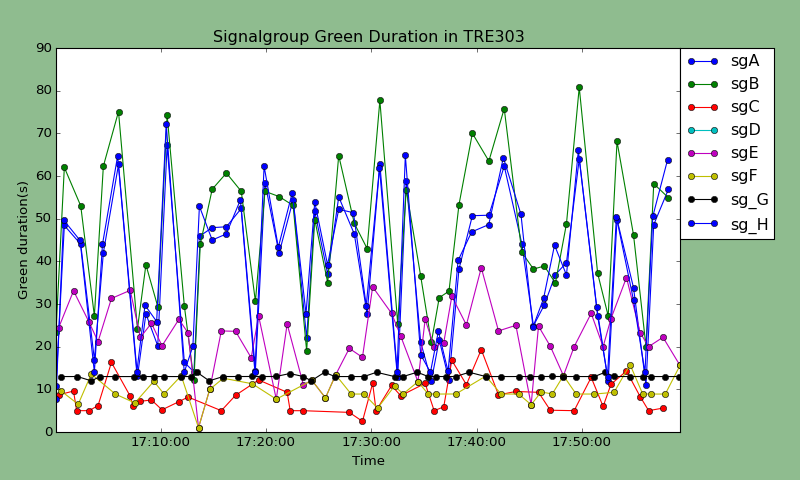 Signalgroup Green Duration in TRE303
90
80
70
60
50
40
30
20
10
0
Green duration(s)
17:10:00 17:20:00 17:30:00 17:40:00 17:50:00
Time
sgA
sgB
sgC
sgD
sgE
sgF
sg_G
sg_H